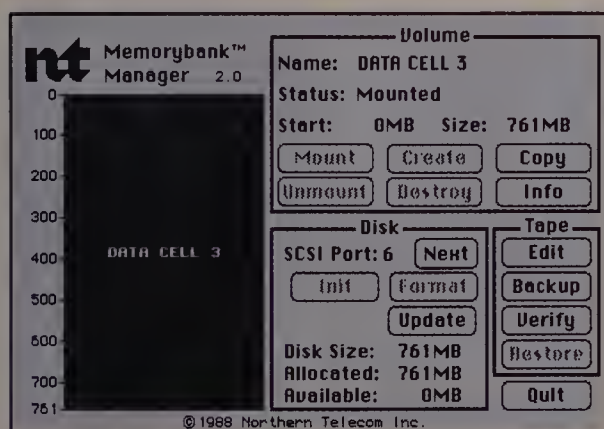 nt Memorybank™
Manager 2.0
0
100
200
300
400
500
600
700
761
DATA CELL 3
Volume
Name: DATA CELL 3
Status: Mounted
Start: 0MB Size: 761MB
Mount Create Copy
Unmount Destroy Info
Disk
SCSI Port: 6 Next
Init Format
Update
Disk Size: 761MB
Allocated: 761MB
Available: 0MB
Tape
Edit
Backup
Verify
Restore
Quit
©1988 Northern Telecom Inc.